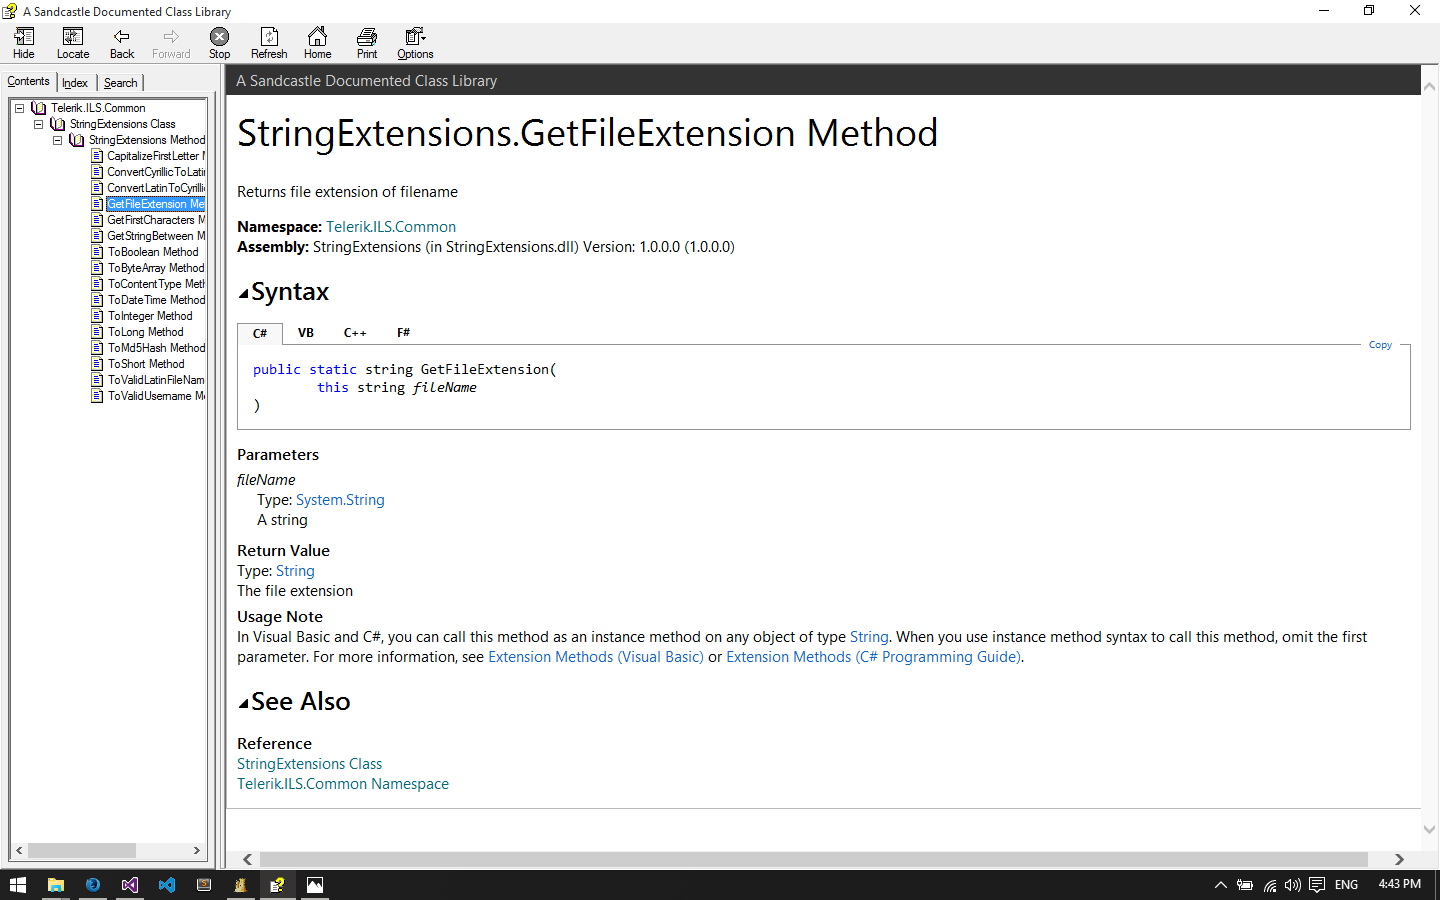 A Sandcastle Documented Class Library
Hide Locate Back Forward Stop Refresh Home Print Options
Contents Index Search
Telerik.ILS.Common
StringExtensions Class
StringExtensions Method
CapitalizeFirstLetter M
ConvertCyrillicToLatin
ConvertLatinToCyrillic
GetFileExtension Me
GetFirstCharacters M
GetStringBetween M
ToBoolean Method
ToByteArray Method
ToContentType Meth
ToDateTime Method
ToInteger Method
ToLong Method
ToMd5Hash Method
ToShort Method
ToValidLatinFileNam
ToValidUsername Me
A Sandcastle Documented Class Library
StringExtensions.GetFileExtension Method
Returns file extension of filename
Namespace: Telerik.ILS.Common
Assembly: StringExtensions (in StringExtensions.dll) Version: 1.0.0.0 (1.0.0.0)
Syntax
C# VB C++ F#
Copy
public static string GetFileExtension(
this string fileName
)
Parameters
fileName
Type: System.String
A string
Return Value
Type: String
The file extension
Usage Note
In Visual Basic and C#, you can call this method as an instance method on any object of type String. When you use instance method syntax to call this method, omit the first
parameter. For more information, see Extension Methods (Visual Basic) or Extension Methods (C# Programming Guide).
See Also
Reference
StringExtensions Class
Telerik.ILS.Common Namespace
ENG 4:43 PM